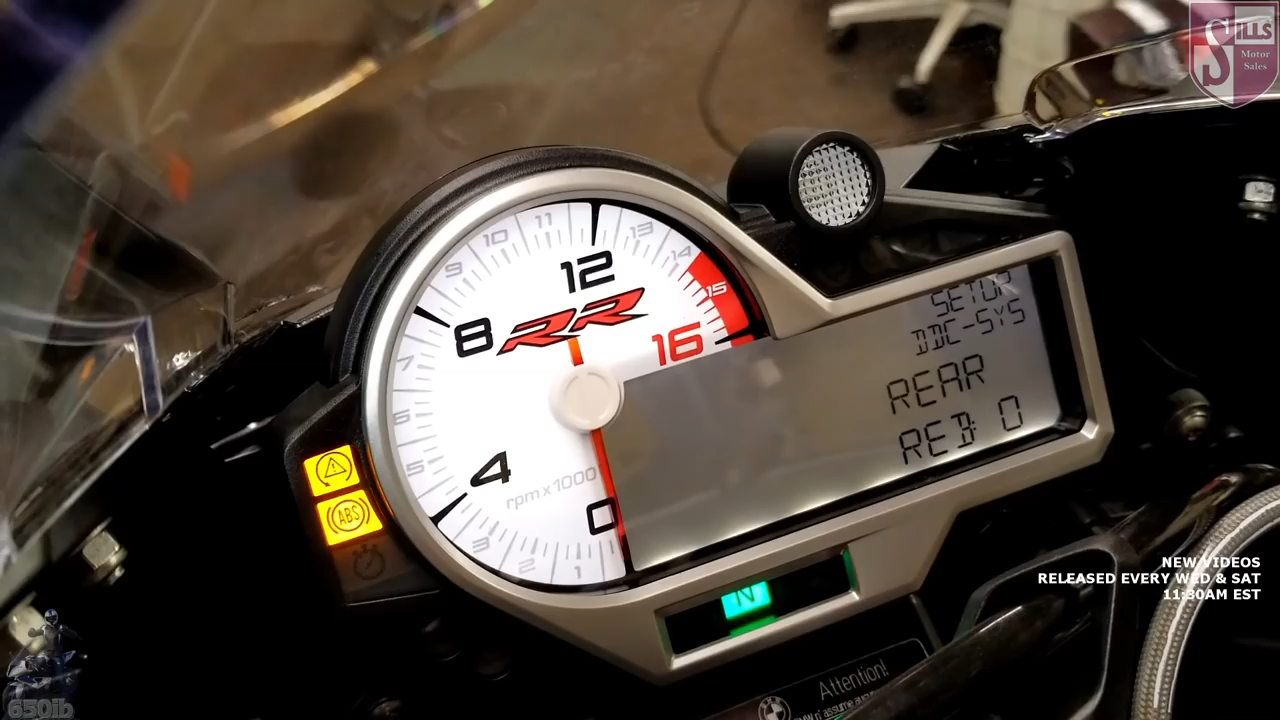 SILLS
Motor
Sales
11
13
10
12
14
9
15
8
RR
16
7
6
5
4
rpm x 1000
0
3
2
1
SETUP
DDC-SYS
REAR
REB: 0
ABS
N
NEW VIDEOS
RELEASED EVERY WED & SAT
11:30AM EST
Attention!
650ib